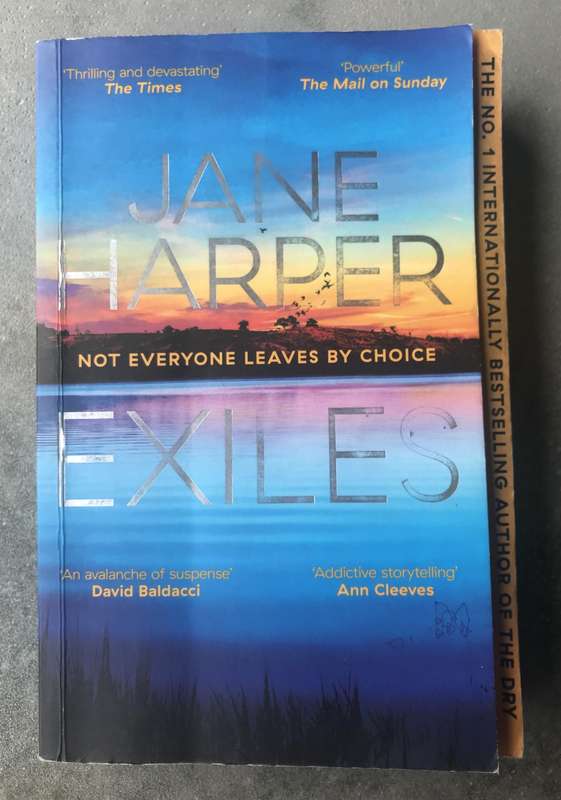 'Thrilling and devastating'
The Times
'Powerful'
The Mail on Sunday
JANE
HARPER
NOT EVERYONE LEAVES BY CHOICE
EXILES
'An avalanche of suspense'
David Baldacci
'Addictive storytelling'
Ann Cleeves
THE NO. 1 INTERNATIONALLY BESTSELLING AUTHOR OF THE DRY